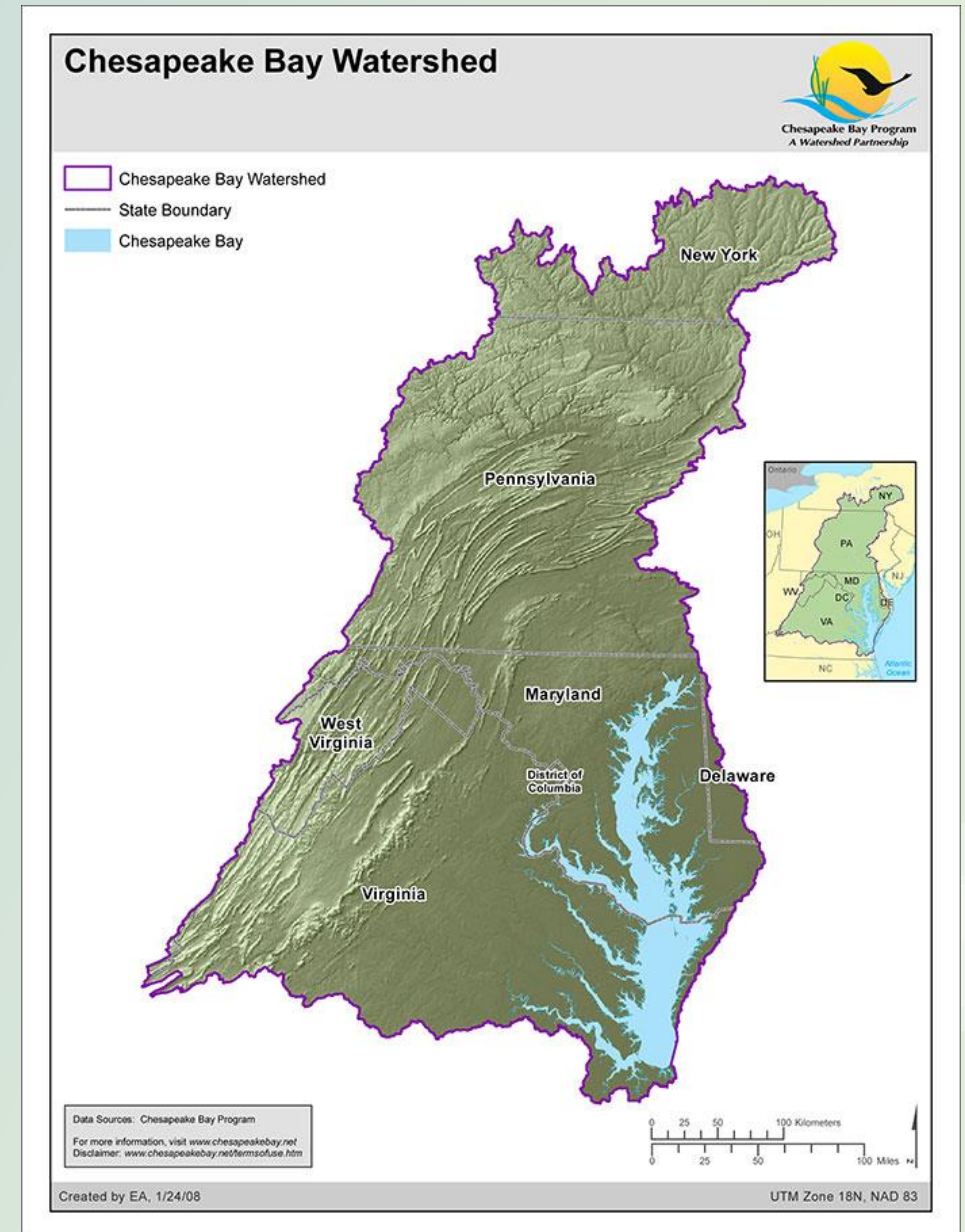 Chesapeake Bay Watershed
Chesapeake Bay Program
A Watershed Partnership
Chesapeake Bay Watershed
State Boundary
Chesapeake Bay
New York
Pennsylvania
Maryland
West
Virginia
District of
Columbia
Delaware
Virginia
Ontario
NY
OH
PA
NJ
MD
WV
DC
DE
VA
NC
Atlantic
Ocean
Data Sources: Chesapeake Bay Program
For more information, visit www.chesapeakebay.net
Disclaimer: www.chesapeakebay.net/termsofuse.htm
0 25 50 100 Kilometers
0 25 50 100 Miles
N
Created by EA, 1/24/08
UTM Zone 18N, NAD 83